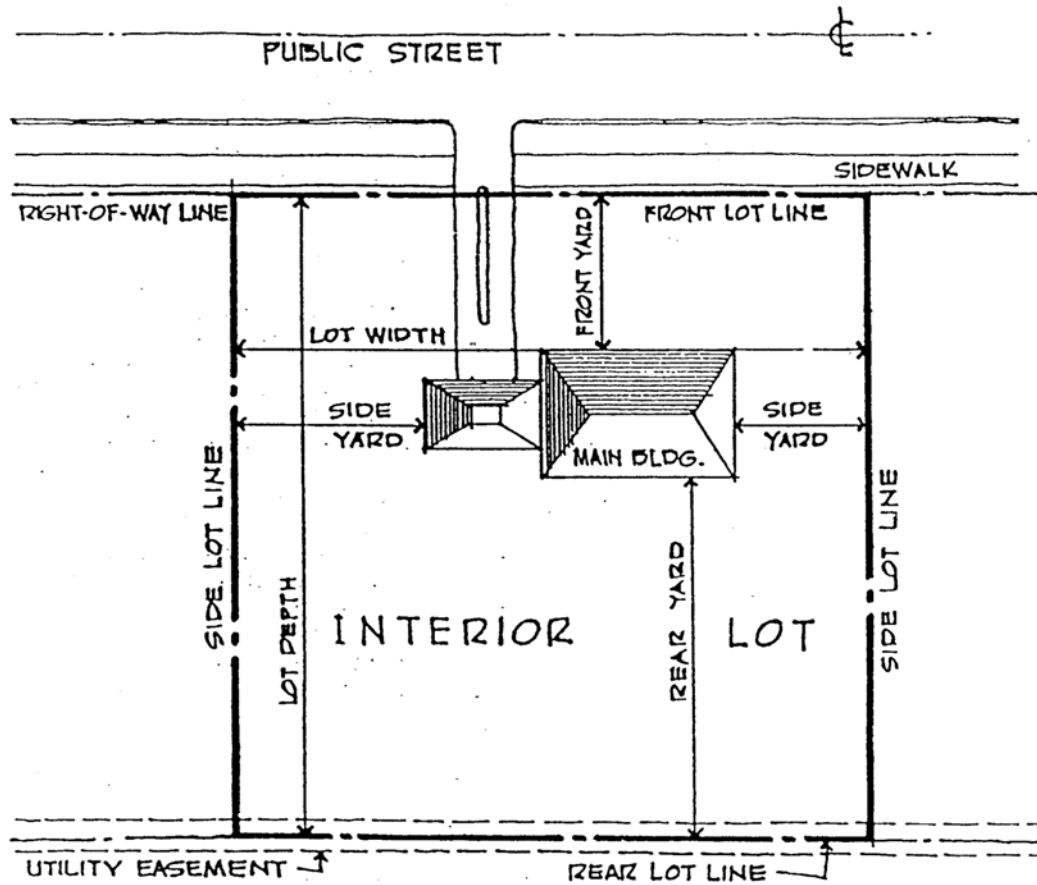 PUBLIC STREET
℄
SIDEWALK
RIGHT-OF-WAY LINE
FRONT LOT LINE
FRONT YARD
LOT WIDTH
SIDE
YARD
SIDE
YARD
MAIN BLDG.
SIDE LOT LINE
LOT DEPTH
INTERIOR LOT
REAR YARD
SIDE LOT LINE
UTILITY EASEMENT
REAR LOT LINE